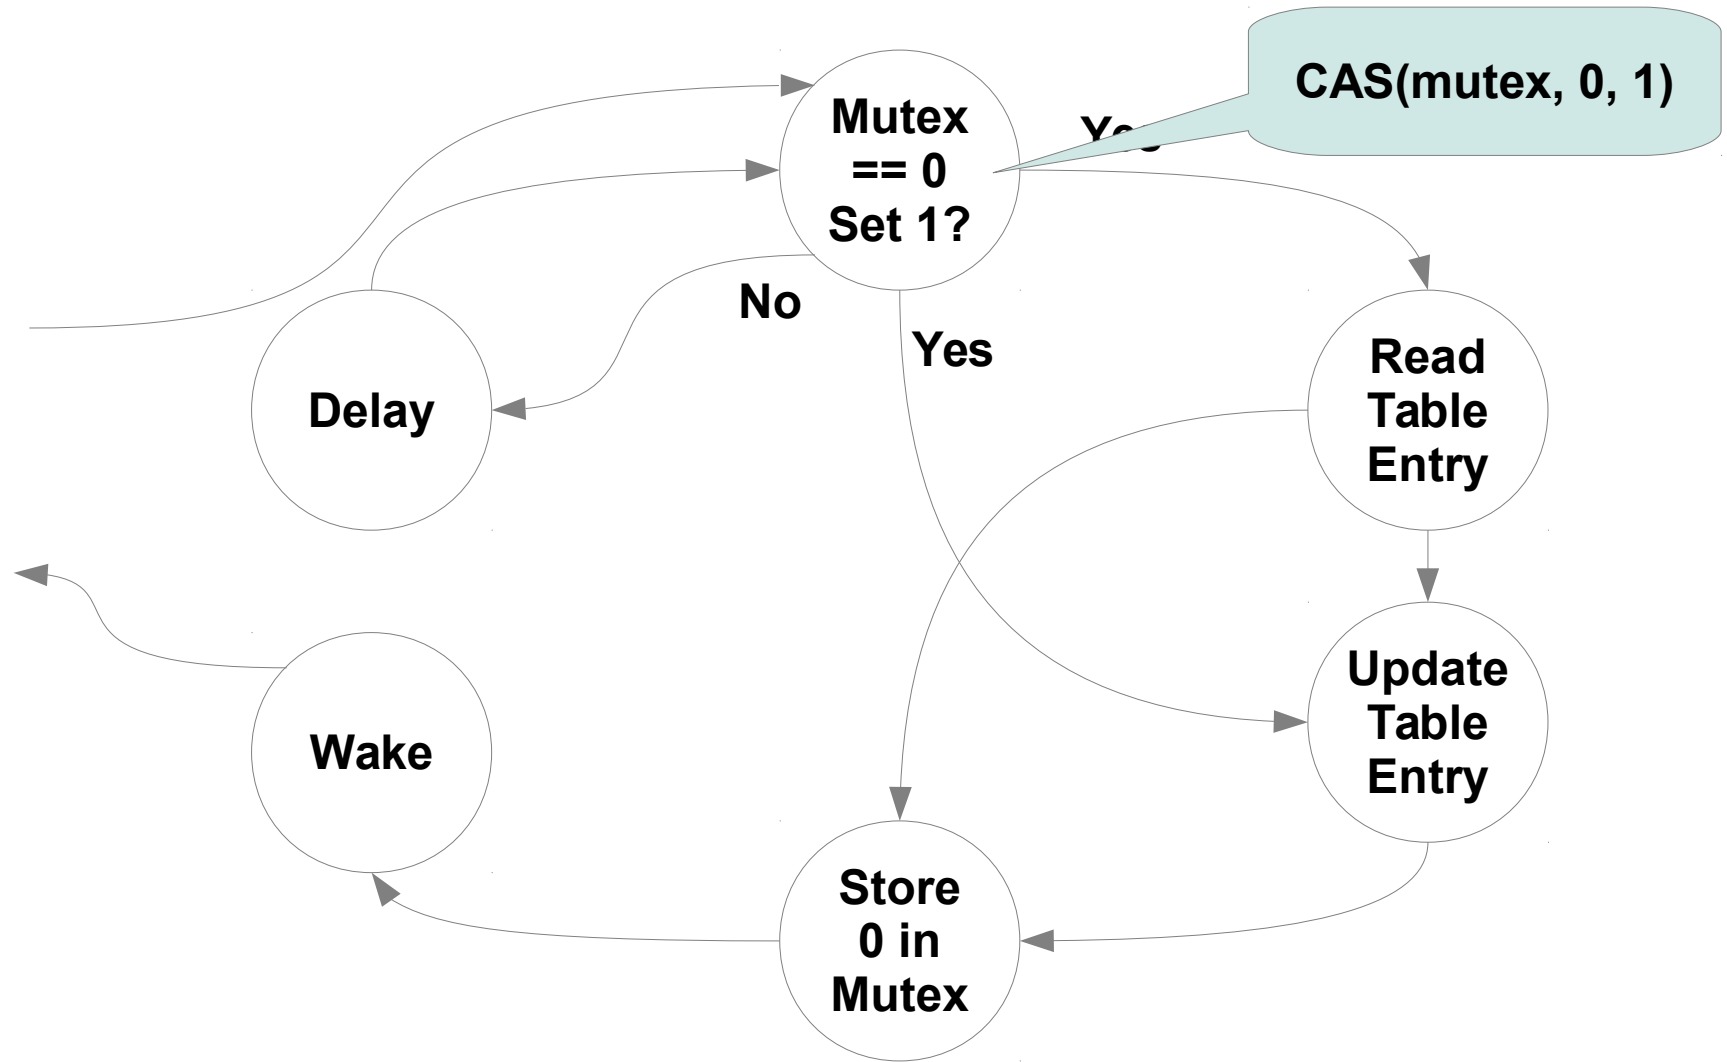 CAS(mutex, 0, 1)
Mutex
== 0
Set 1?
Yes
No
Yes
Delay
Read
Table
Entry
Update
Table
Entry
Wake
Store
0 in
Mutex